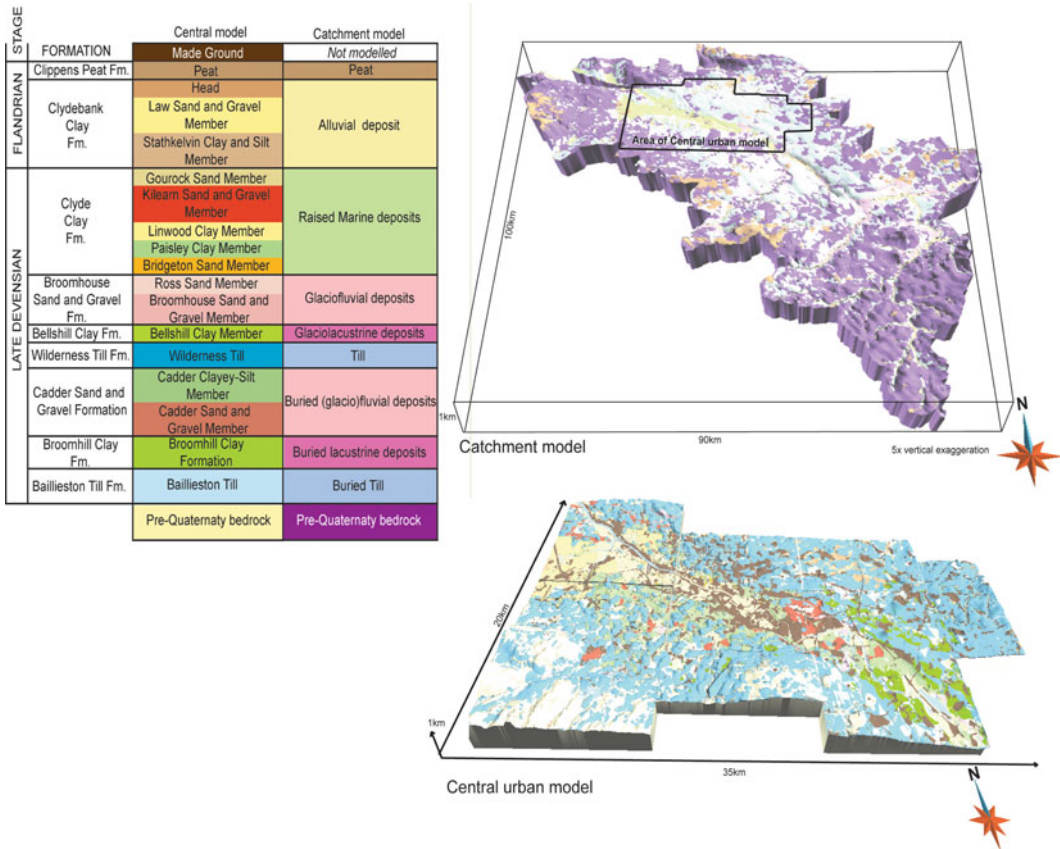 STAGE
FORMATION
Central model
Catchment model
Made Ground
Not modelled
FLANDRIAN
Clippens Peat Fm.
Peat
Peat
Clydebank
Clay
Fm.
Head
Law Sand and Gravel
Member
Stathkelvin Clay and Silt
Member
Alluvial deposit
LATE DEVENSIAN
Clyde
Clay
Fm.
Gourock Sand Member
Kilearn Sand and Gravel
Member
Linwood Clay Member
Paisley Clay Member
Bridgeton Sand Member
Raised Marine deposits
Broomhouse
Sand and Gravel
Fm.
Ross Sand Member
Broomhouse Sand and
Gravel Member
Glaciofluvial deposits
Bellshill Clay Fm.
Bellshill Clay Member
Glaciolacustrine deposits
Wilderness Till Fm.
Wilderness Till
Till
Cadder Sand and
Gravel Formation
Cadder Clayey-Silt
Member
Cadder Sand and
Gravel Member
Buried (glacio)fluvial deposits
Broomhill Clay
Fm.
Broomhill Clay
Formation
Buried lacustrine deposits
Baillieston Till Fm.
Baillieston Till
Buried Till
Pre-Quaternaty bedrock
Pre-Quaternaty bedrock
Area of Central urban model
100km
1km
90km
N
Catchment model
5x vertical exaggeration
20km
1km
35km
Central urban model
N